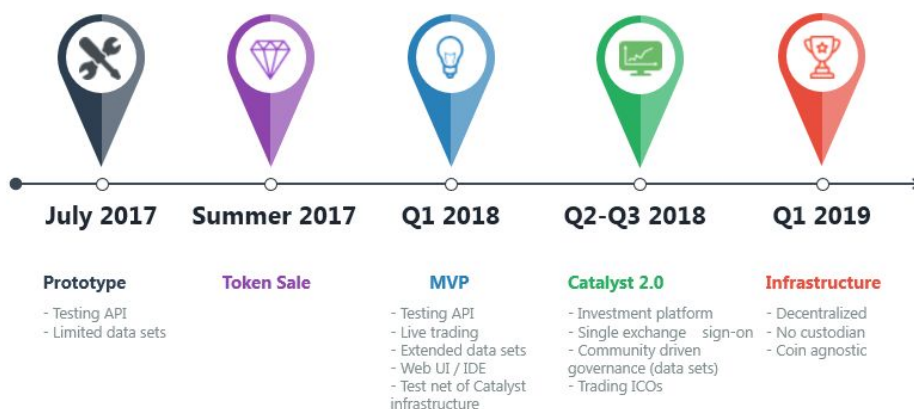 July 2017
Summer 2017
Q1 2018
Q2-Q3 2018
Q1 2019
Prototype
- Testing API
- Limited data sets
Token Sale
MVP
- Testing API
- Live trading
- Extended data sets
- Web UI / IDE
- Test net of Catalyst
infrastructure
Catalyst 2.0
- Investment platform
- Single exchange sign-on
- Community driven
governance (data sets)
- Trading ICOs
Infrastructure
- Decentralized
- No custodian
- Coin agnostic